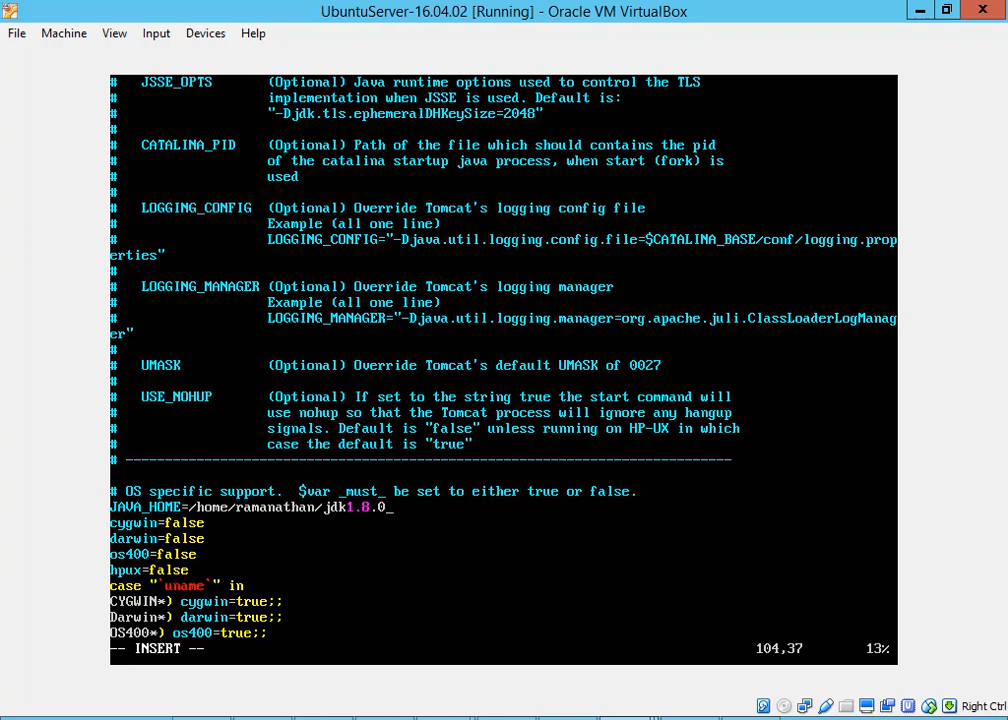 UbuntuServer-16.04.02 [Running] - Oracle VM VirtualBox
File Machine View Input Devices Help
# JSSE_OPTS (Optional) Java runtime options used to control the TLS
# implementation when JSSE is used. Default is:
# "-Djdk.tls.ephemeralDHKeySize=2048"
#
# CATALINA_PID (Optional) Path of the file which should contains the pid
# of the catalina startup java process, when start (fork) is
# used
#
# LOGGING_CONFIG (Optional) Override Tomcat's logging config file
# Example (all one line)
# LOGGING_CONFIG="-Djava.util.logging.config.file=$CATALINA_BASE/conf/logging.prop
erties"
#
# LOGGING_MANAGER (Optional) Override Tomcat's logging manager
# Example (all one line)
# LOGGING_MANAGER="-Djava.util.logging.manager=org.apache.juli.ClassLoaderLogManag
er"
#
# UMASK (Optional) Override Tomcat's default UMASK of 0027
#
# USE_NOHUP (Optional) If set to the string true the start command will
# use nohup so that the Tomcat process will ignore any hangup
# signals. Default is "false" unless running on HP-UX in which
# case the default is "true"
# -----------------------------------------------------------------------------
# OS specific support. $var _must_ be set to either true or false.
JAVA_HOME=/home/ramanathan/jdk1.8.0_
cygwin=false
darwin=false
os400=false
hpux=false
case "`uname`" in
CYGWIN*) cygwin=true;;
Darwin*) darwin=true;;
OS400*) os400=true;;
-- INSERT -- 104,37 13%
Right Ctrl